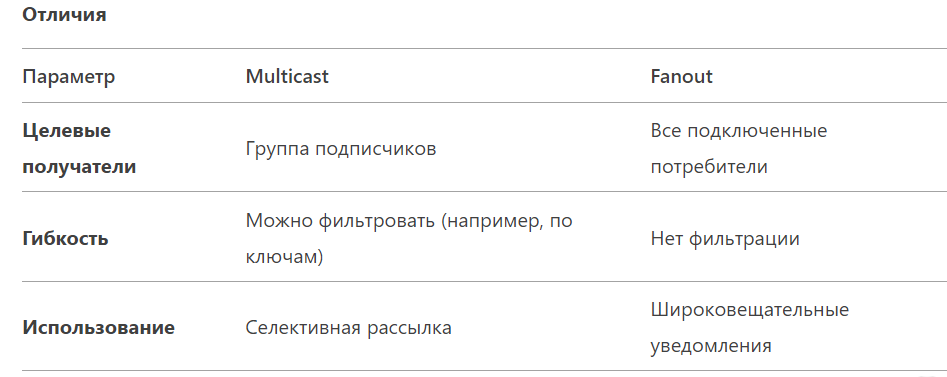 Отличия
Параметр Multicast Fanout
Целевые получатели Группа подписчиков Все подключенные потребители
Гибкость Можно фильтровать (например, по ключам) Нет фильтрации
Использование Селективная рассылка Широковещательные уведомления